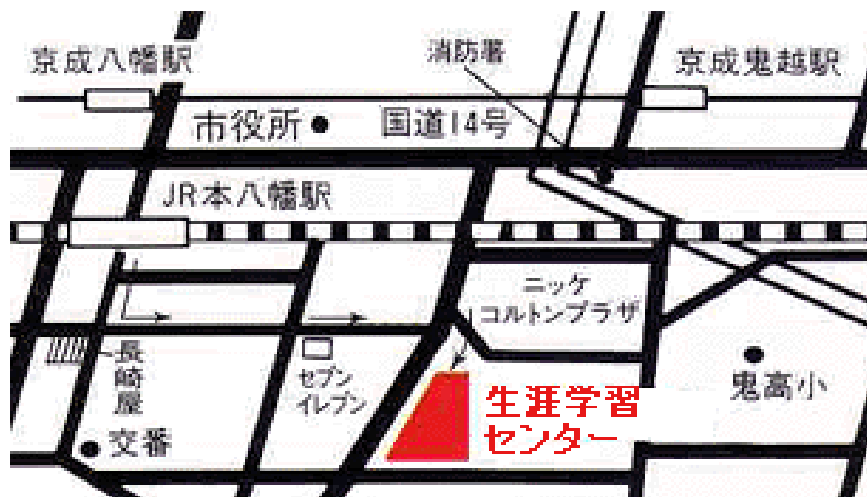 京成八幡駅
消防署
京成鬼越駅
市役所
国道14号
JR本八幡駅
ニッケ
コルトンプラザ
長崎屋
セブン
イレブン
鬼高小
生涯学習
センター
交番